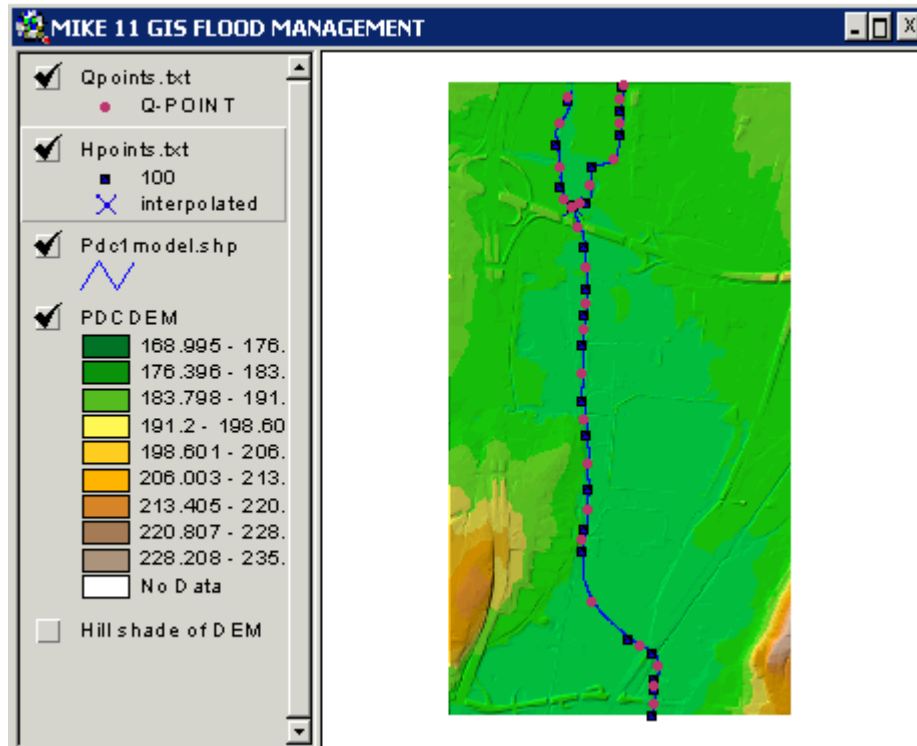 MIKE 11 GIS FLOOD MANAGEMENT
Qpoints.txt
Q-POINT
Hpoints.txt
100
interpolated
Pdc1model.shp
PDCDEM
168.995 - 176.
176.396 - 183.
183.798 - 191.
191.2 - 198.60
198.601 - 206.
206.003 - 213.
213.405 - 220.
220.807 - 228.
228.208 - 235.
No Data
Hillshade of DEM